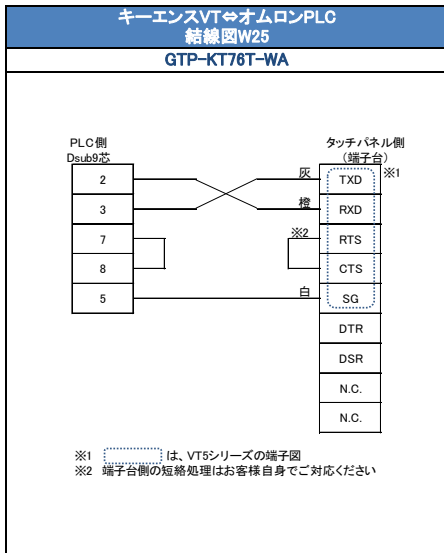 キーエンスVT⇔オムロンPLC
結線図W25
GTP-KT76T-WA
PLC側
Dsub9芯
タッチパネル側
(端子台)
※1
2
灰
TXD
3
橙
RXD
7
※2
RTS
8
CTS
5
白
SG
DTR
DSR
N.C.
N.C.
※1 は、VT5シリーズの端子図
※2 端子台側の短絡処理はお客様自身でご対応ください